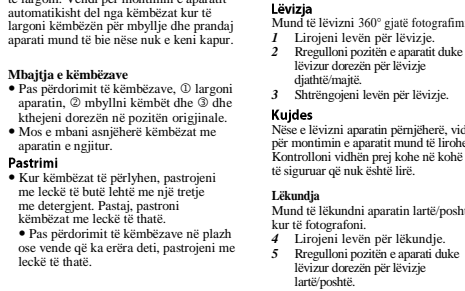 të largoni. Vendi për montimin e aparatit
automatikisht del nga këmbëzat kur të
largoni këmbëzën për mbyllje dhe prandaj
aparati mund të bie nëse nuk e keni kapur.
Mbajtja e këmbëzave
• Pas përdorimit të këmbëzave, ① largoni
aparatin, ② mbyllni këmbët dhe ③ dhe
kthejeni dorezën në pozitën origjinale.
• Mos e mbani asnjëherë këmbëzat me
aparatin e ngjitur.
Pastrimi
• Kur këmbëzat të përlyhen, pastrojeni
me leckë të butë lehtë me një tretje
me detergjent. Pastaj, pastroni
këmbëzat me leckë të thatë.
• Pas përdorimit të këmbëzave në plazh
ose vende që ka erëra deti, pastrojeni me
leckë të thatë.
Lëvizja
Mund të lëvizni 360° gjatë fotografim
1 Lirojeni levën për lëvizje.
2 Rregulloni pozitën e aparatit duke
lëvizur dorezën për lëvizje
djathtë/majtë.
3 Shtrëngojeni levën për lëvizje.
Kujdes
Nëse e lëvizni aparatin përnjëherë, vid
për montimin e aparatit mund të lirohe
Kontrolloni vidhën prej kohe në kohë
të siguruar që nuk është lirë.
Lëkundja
Mund të lëkundni aparatin lartë/posht
kur të fotografoni.
4 Lirojeni levën për lëkundje.
5 Rregulloni pozitën e aparati duke
lëvizur dorezën për lëvizje
lartë/poshtë.